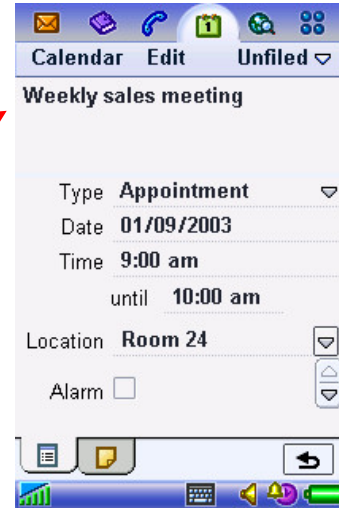 1
Calendar Edit Unfiled
Weekly sales meeting
Type Appointment
Date 01/09/2003
Time 9:00 am
until 10:00 am
Location Room 24
Alarm